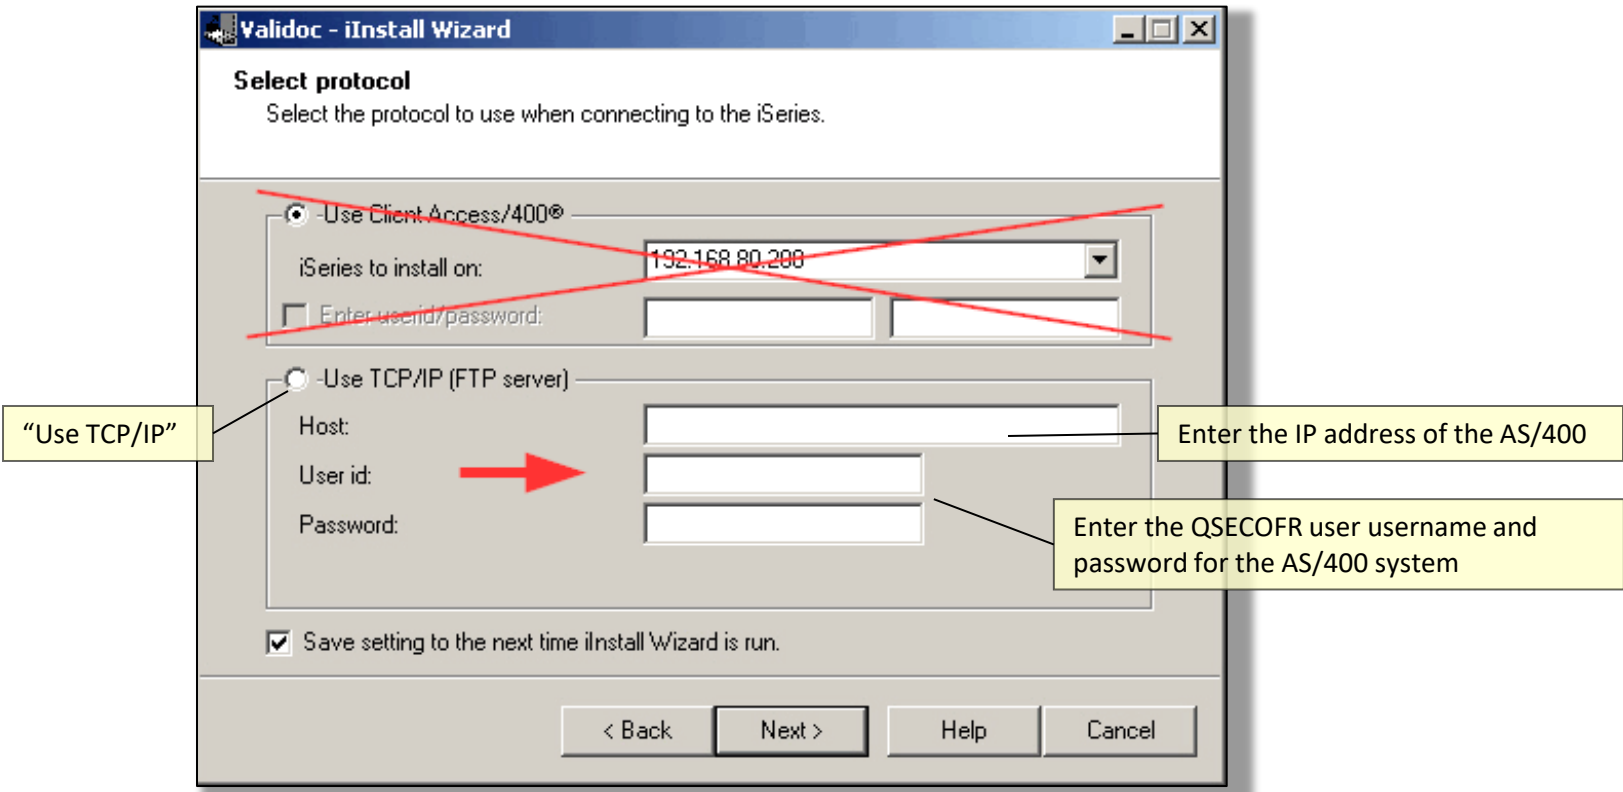 Validoc - iInstall Wizard
Select protocol
Select the protocol to use when connecting to the iSeries.
-Use Client Access/400®
iSeries to install on:
192.168.80.200
Enter userid/password:
-Use TCP/IP (FTP server)
"Use TCP/IP"
Host:
Enter the IP address of the AS/400
User id:
Password:
Enter the QSECOFR user username and
password for the AS/400 system
Save setting to the next time iInstall Wizard is run.
< Back
Next >
Help
Cancel